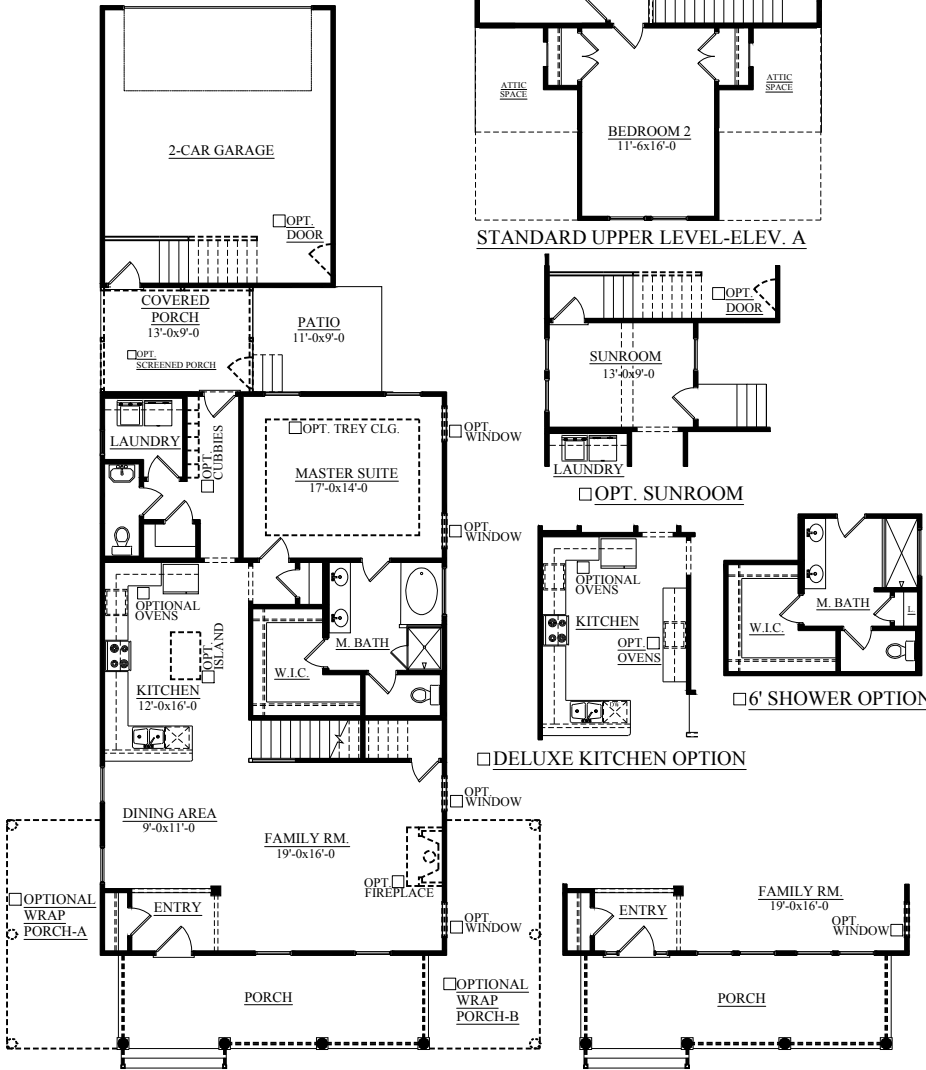 2-CAR GARAGE
OPT.
DOOR
COVERED
PORCH
13'-0x9'-0
OPT.
SCREENED PORCH
PATIO
11'-0x9'-0
LAUNDRY
OPT.
CUBBIES
OPT. TREY CLG.
MASTER SUITE
17'-0x14'-0
OPT.
WINDOW
OPT.
WINDOW
OPTIONAL
OVENS
OPT.
ISLAND
KITCHEN
12'-0x16'-0
W.I.C.
M. BATH
DINING AREA
9'-0x11'-0
FAMILY RM.
19'-0x16'-0
OPT.
WINDOW
OPT.
FIREPLACE
OPT.
WINDOW
OPTIONAL
WRAP
PORCH-A
ENTRY
PORCH
OPTIONAL
WRAP
PORCH-B
ATTIC
SPACE
ATTIC
SPACE
BEDROOM 2
11'-6x16'-0
STANDARD UPPER LEVEL-ELEV. A
OPT.
DOOR
SUNROOM
13'-0x9'-0
LAUNDRY
OPT. SUNROOM
OPTIONAL
OVENS
KITCHEN
OPT.
OVENS
DELUXE KITCHEN OPTION
M. BATH
W.I.C.
L.
6' SHOWER OPTION
FAMILY RM.
19'-0x16'-0
OPT.
WINDOW
ENTRY
PORCH